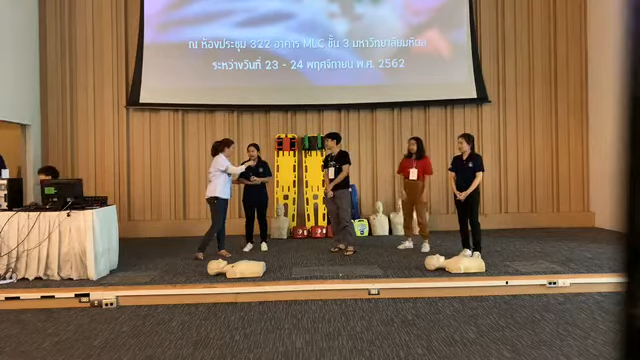 ณ ห้องประชุม 322 อาคาร MLC ชั้น 3 มหาวิทยาลัยมหิดล
ระหว่างวันที่ 23 - 24 พฤศจิกายน พ.ศ. 2562